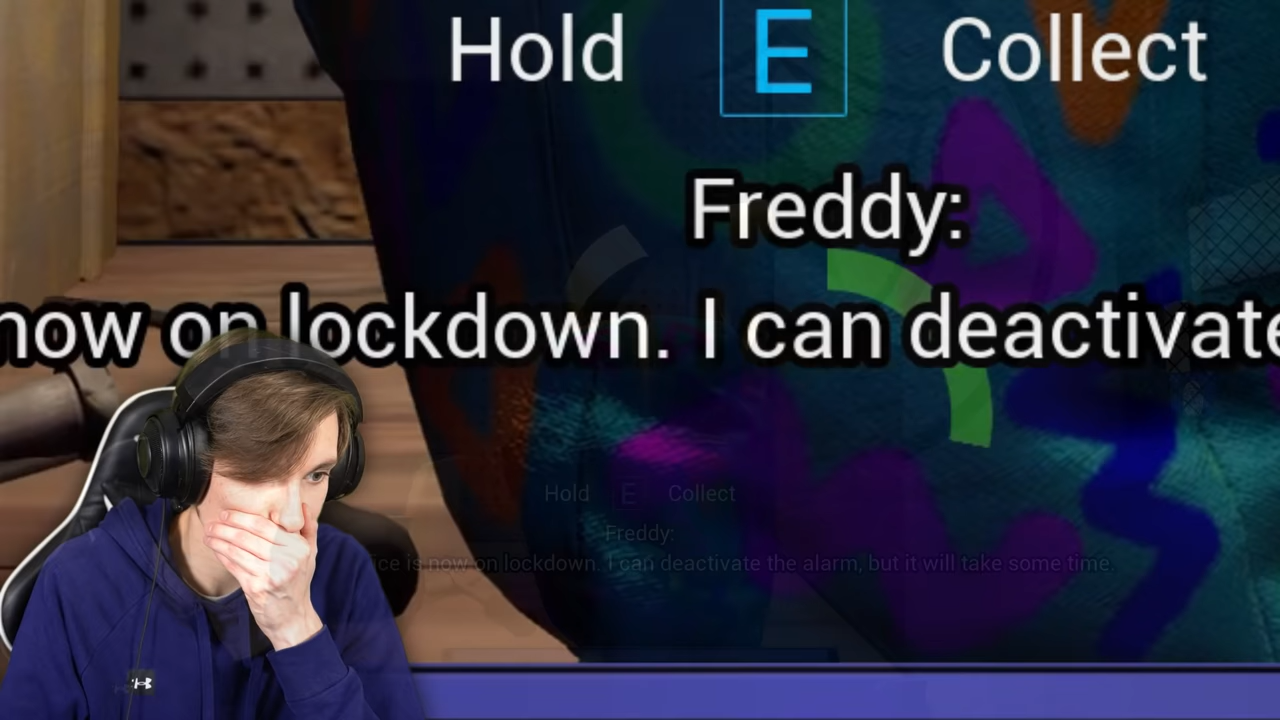 Hold E Collect
Freddy:
now on lockdown. I can deactivate
Hold E Collect
Freddy:
ice is now on lockdown. I can deactivate the alarm, but it will take some time.